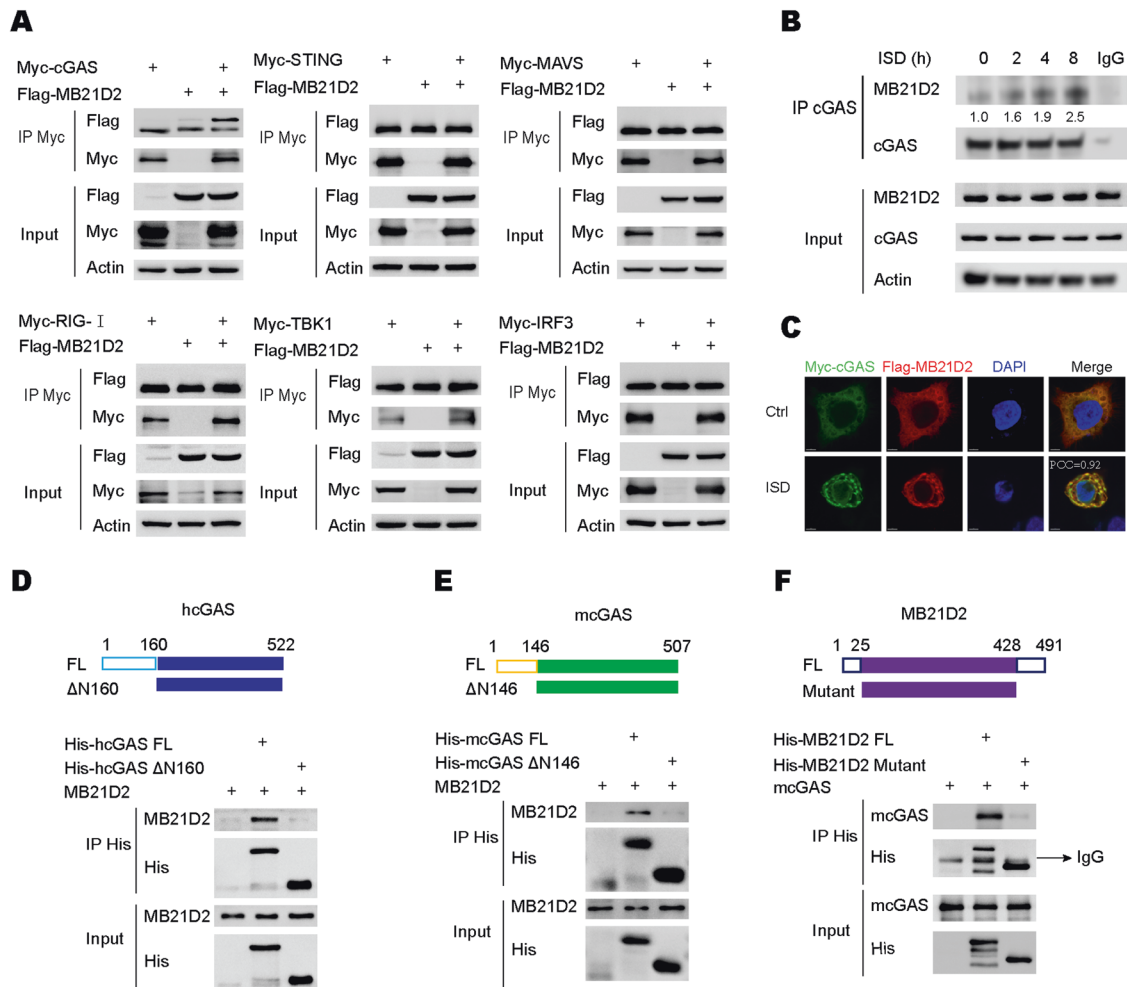 A
Myc-cGAS + +
Flag-MB21D2 + +
IP Myc
Flag
Myc
Input
Flag
Myc
Actin
Myc-STING + +
Flag-MB21D2 + +
IP Myc
Flag
Myc
Input
Flag
Myc
Actin
Myc-MAVS + +
Flag-MB21D2 + +
IP Myc
Flag
Myc
Input
Flag
Myc
Actin
Myc-RIG-I + +
Flag-MB21D2 + +
IP Myc
Flag
Myc
Input
Flag
Myc
Actin
Myc-TBK1 + +
Flag-MB21D2 + +
IP Myc
Flag
Myc
Input
Flag
Myc
Actin
Myc-IRF3 + +
Flag-MB21D2 + +
IP Myc
Flag
Myc
Input
Flag
Myc
Actin
B
ISD (h) 0 2 4 8 IgG
IP cGAS
MB21D2
1.0 1.6 1.9 2.5
cGAS
Input
MB21D2
cGAS
Actin
C
Myc-cGAS Flag-MB21D2 DAPI Merge
Ctrl
ISD
PCC=0.92
D
hcGAS
1 160 522
FL
ΔN160
His-hcGAS FL +
His-hcGAS ΔN160 +
MB21D2 + + +
IP His
MB21D2
His
Input
MB21D2
His
E
mcGAS
1 146 507
FL
ΔN146
His-mcGAS FL +
His-mcGAS ΔN146 +
MB21D2 + + +
IP His
MB21D2
His
Input
MB21D2
His
F
MB21D2
1 25 428 491
FL
Mutant
His-MB21D2 FL +
His-MB21D2 Mutant +
mcGAS + + +
IP His
mcGAS
His
IgG
Input
mcGAS
His